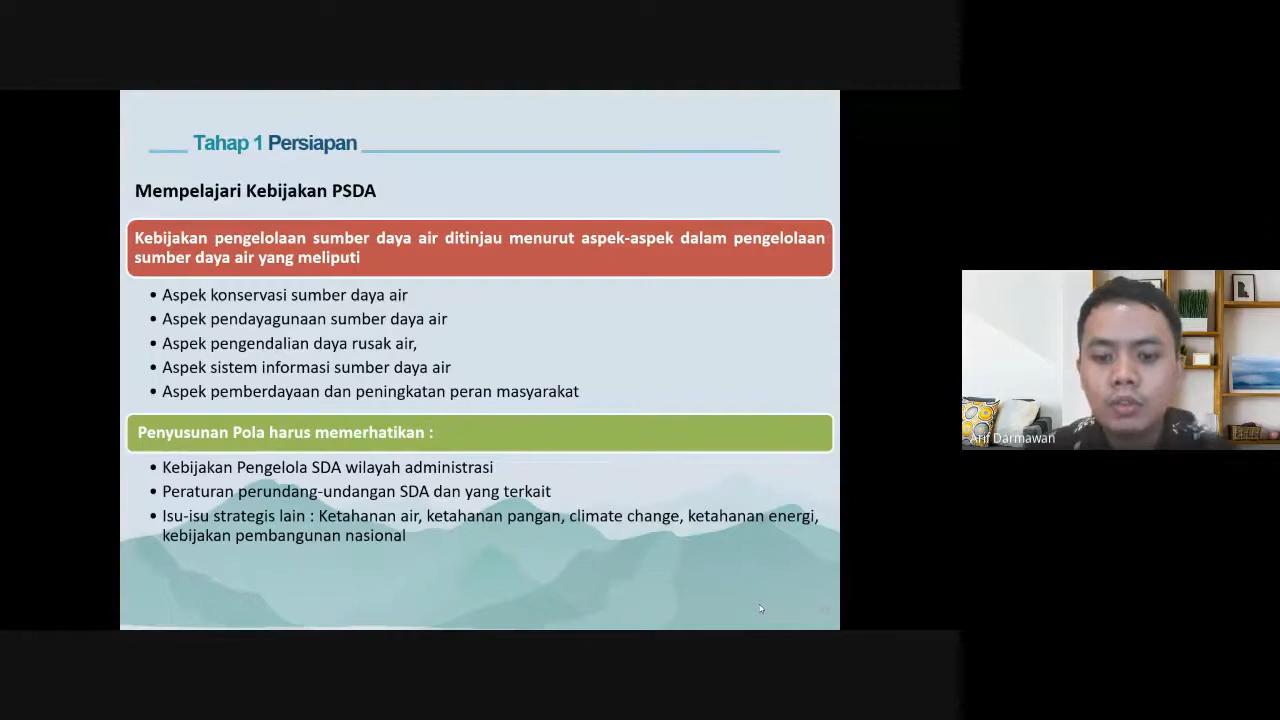 Tahap 1 Persiapan
Mempelajari Kebijakan PSDA
Kebijakan pengelolaan sumber daya air ditinjau menurut aspek-aspek dalam pengelolaan
sumber daya air yang meliputi
• Aspek konservasi sumber daya air
• Aspek pendayagunaan sumber daya air
• Aspek pengendalian daya rusak air,
• Aspek sistem informasi sumber daya air
• Aspek pemberdayaan dan peningkatan peran masyarakat
Penyusunan Pola harus memerhatikan :
• Kebijakan Pengelola SDA wilayah administrasi
• Peraturan perundang-undangan SDA dan yang terkait
• Isu-isu strategis lain : Ketahanan air, ketahanan pangan, climate change, ketahanan energi,
kebijakan pembangunan nasional
Arif Darmawan